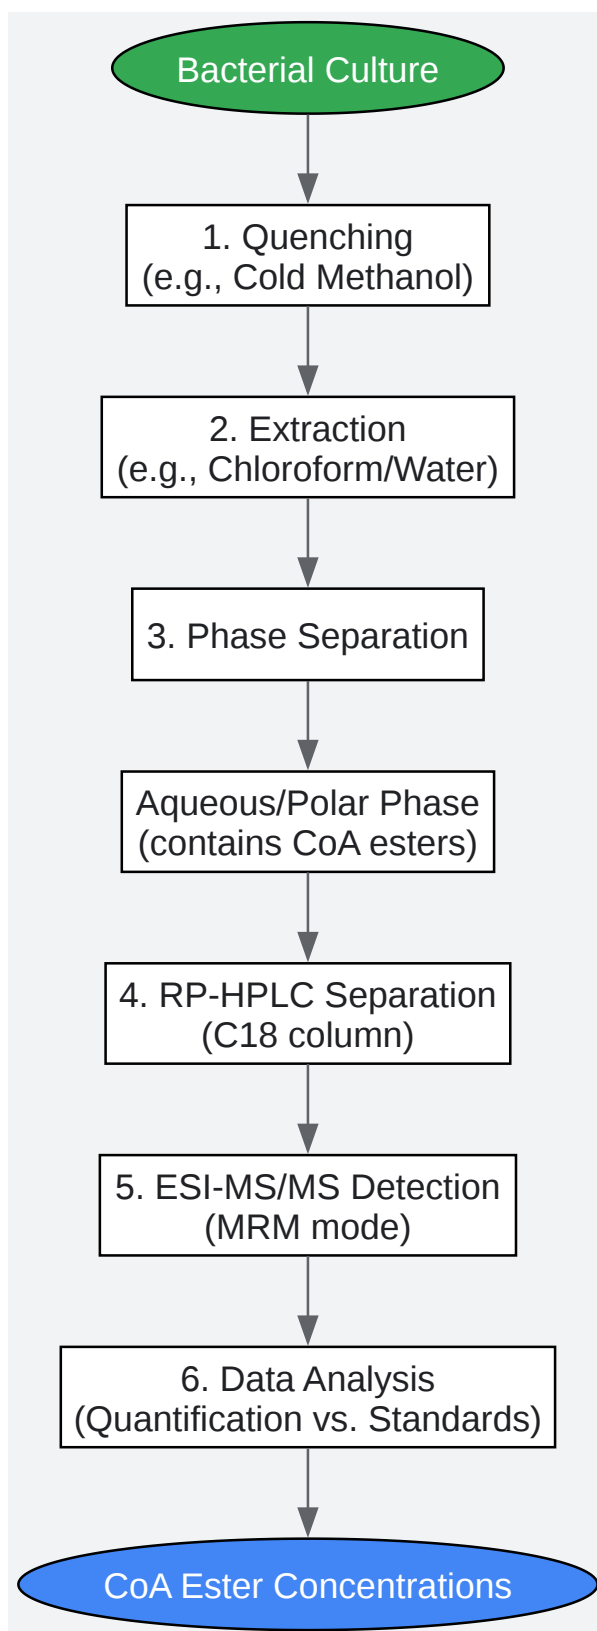 Bacterial Culture
1. Quenching
(e.g., Cold Methanol)
2. Extraction
(e.g., Chloroform/Water)
3. Phase Separation
Aqueous/Polar Phase
(contains CoA esters)
4. RP-HPLC Separation
(C18 column)
5. ESI-MS/MS Detection
(MRM mode)
6. Data Analysis
(Quantification vs. Standards)
CoA Ester Concentrations